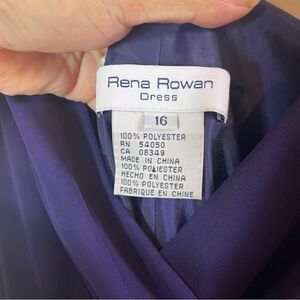 Rena Rowan
Dress
16
100% POLYESTER
RN 54050
CA 08349
MADE IN CHINA
100% POLIESTER
HECHO EN CHINA
100% POLYESTER
FABRIQUE EN CHINE